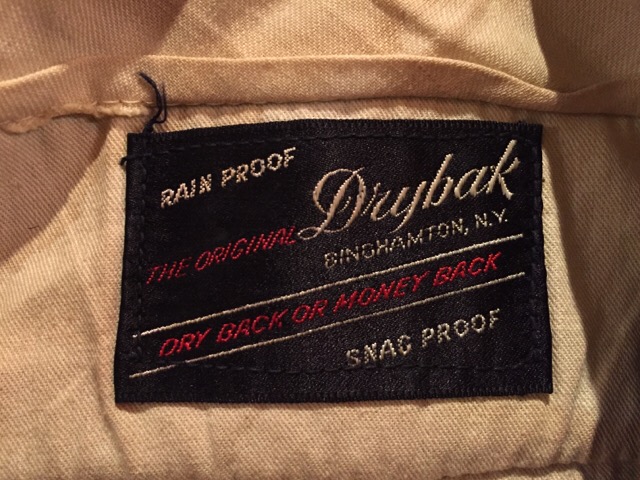 RAIN PROOF
THE ORIGINAL Drybak
BINGHAMTON, N.Y.
DRY BACK OR MONEY BACK
SNAG PROOF